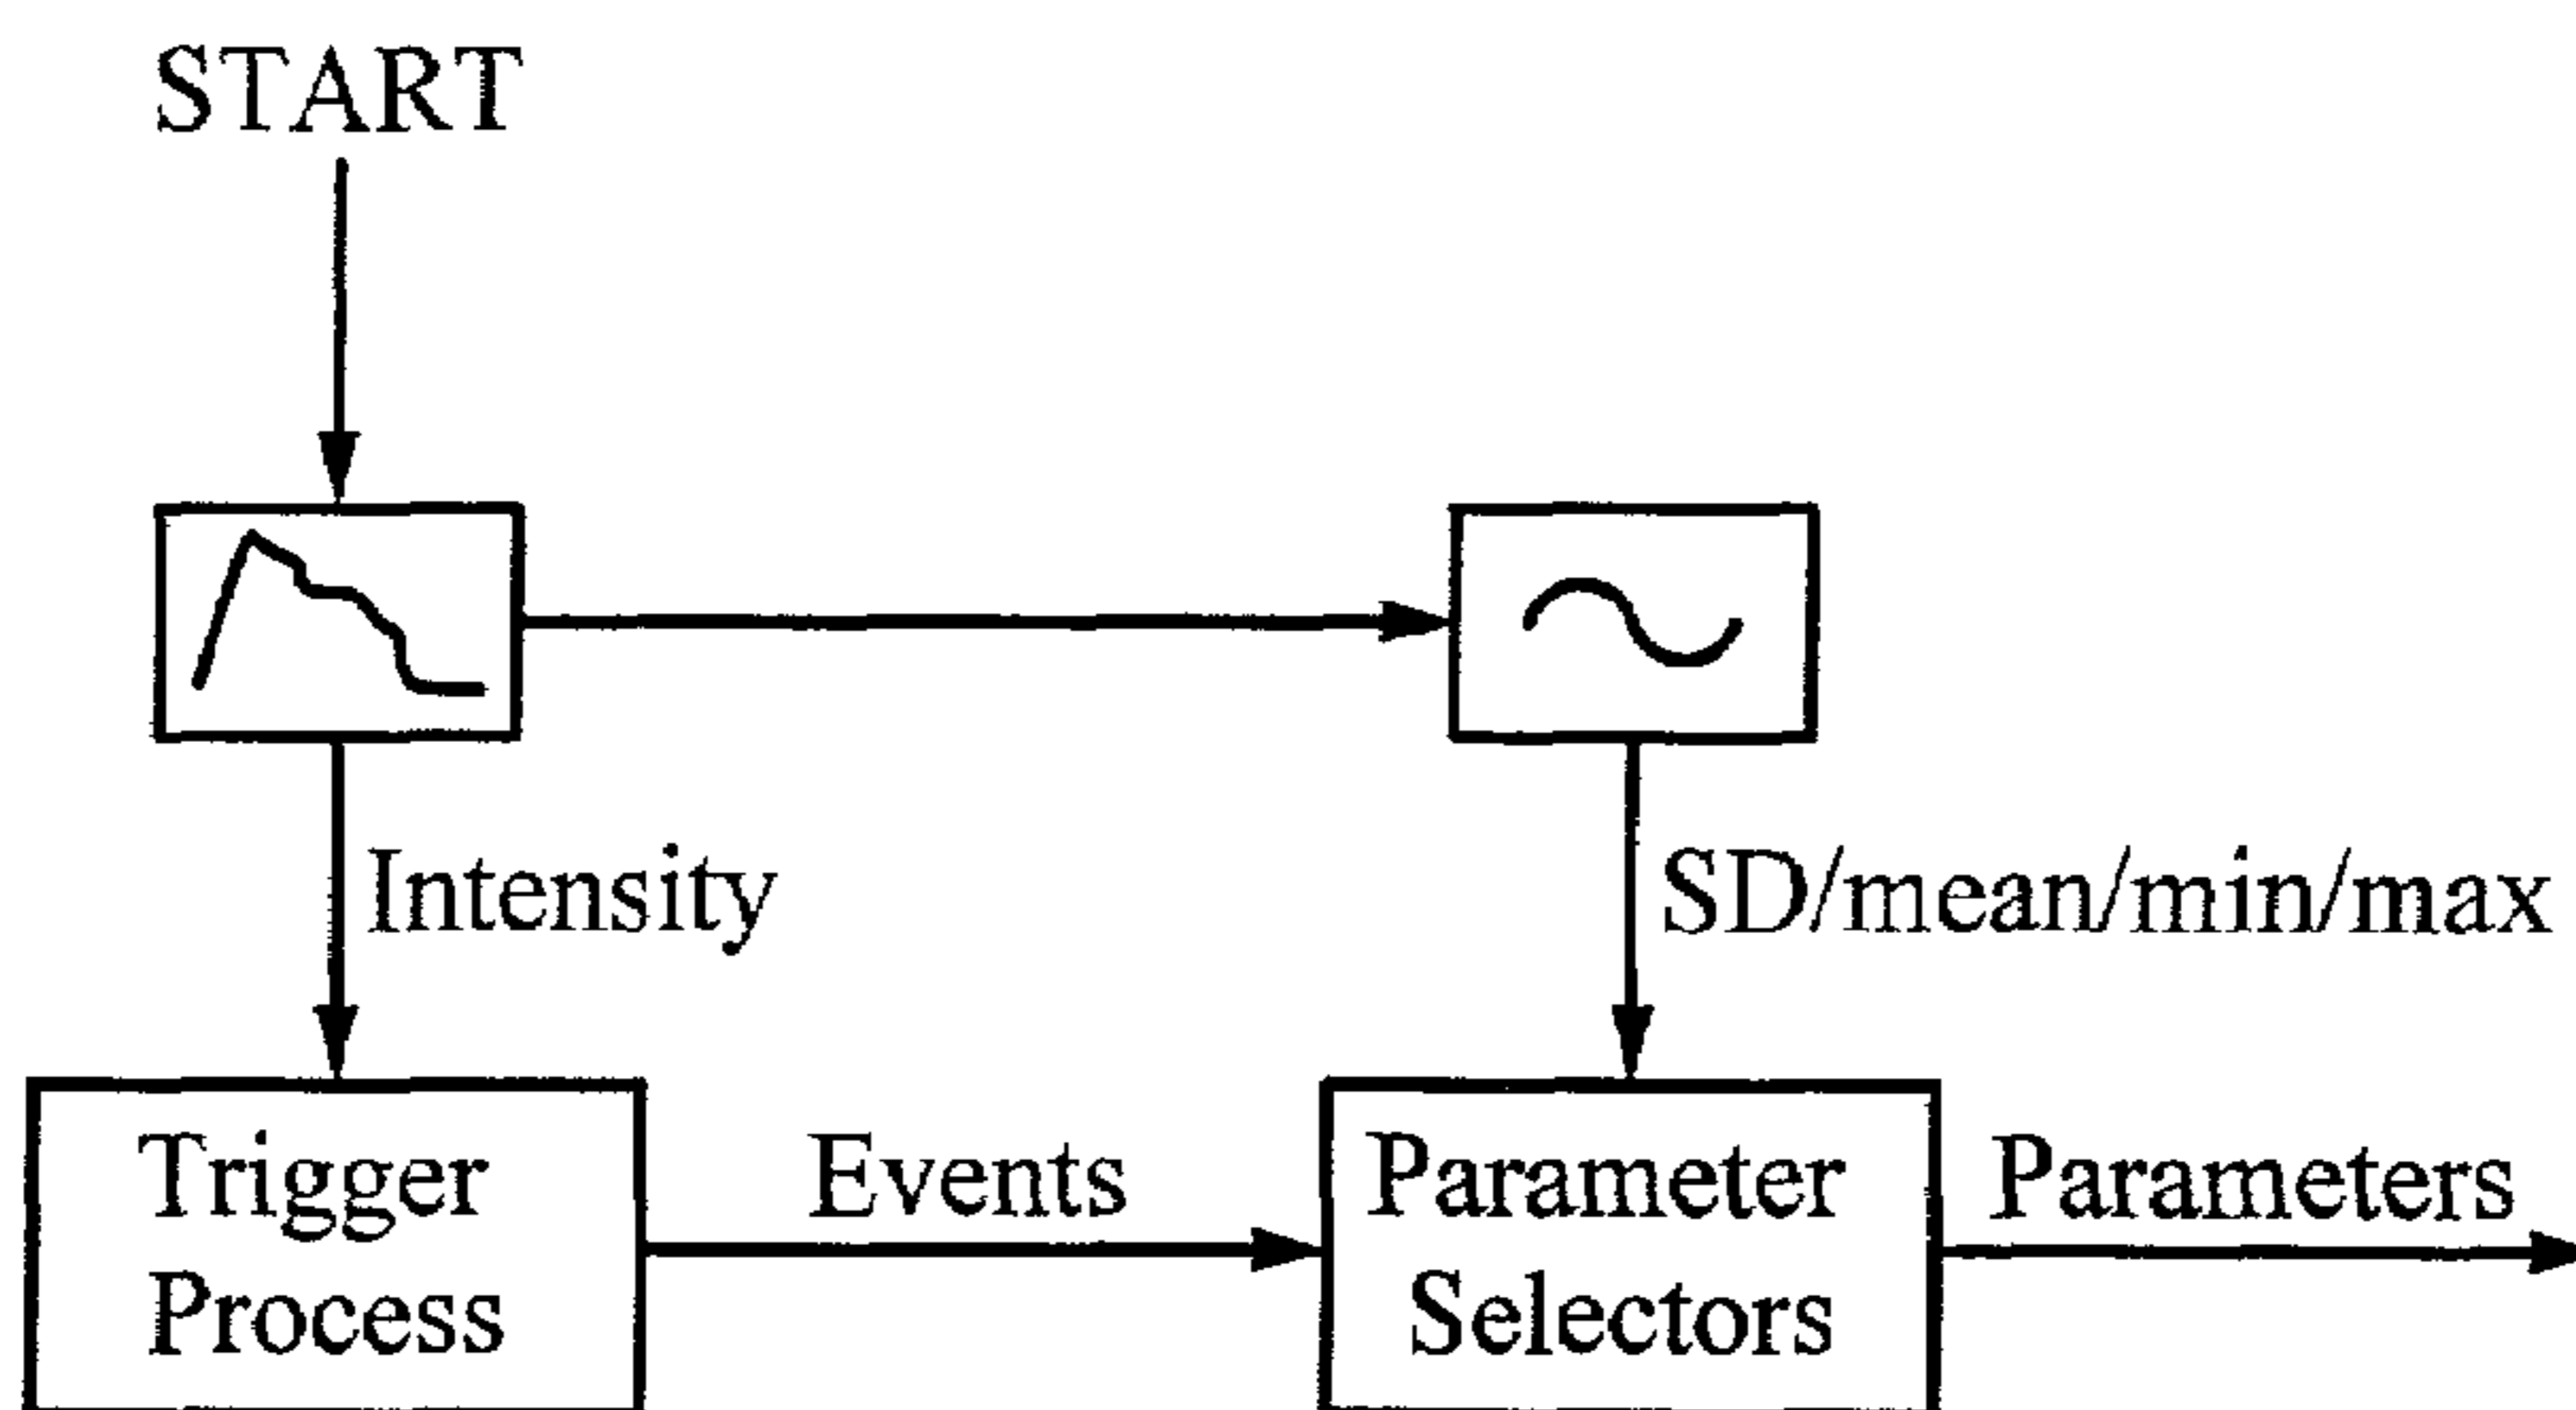 START
Intensity
SD/mean/min/max
Trigger
Process
Events
Parameter
Selectors
Parameters